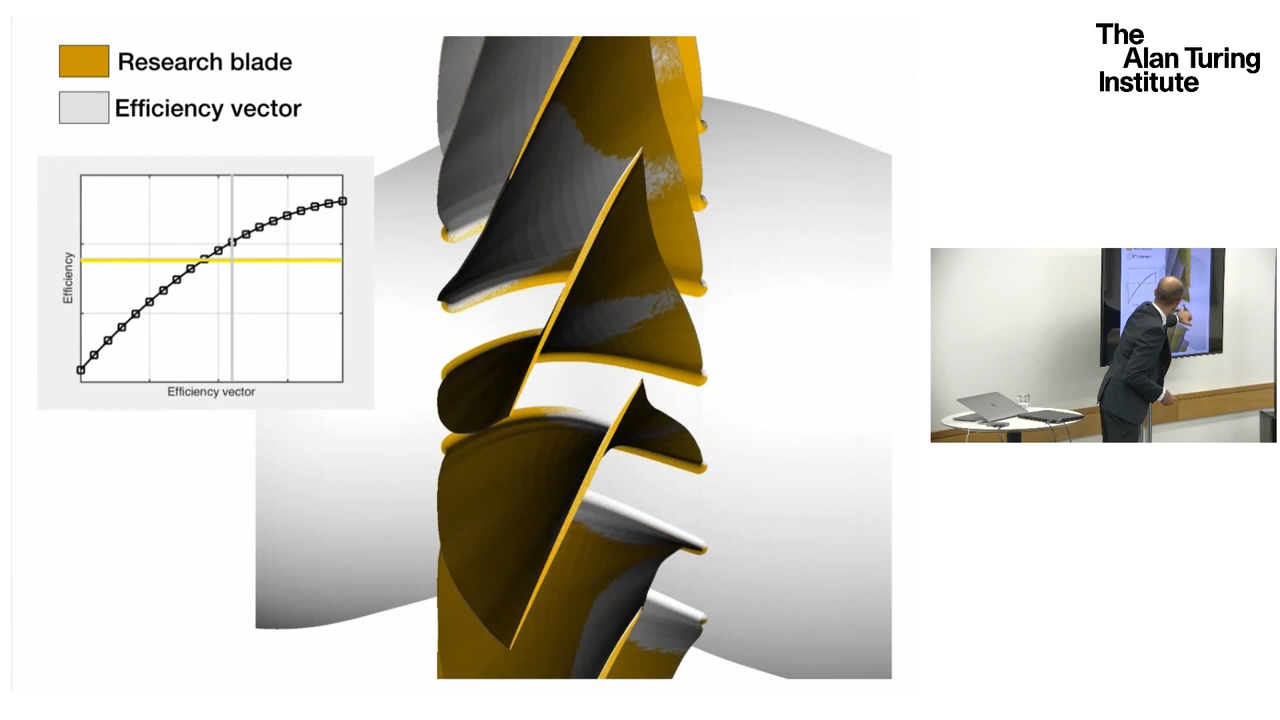 Research blade
Efficiency vector
Efficiency
Efficiency vector
The
Alan Turing
Institute